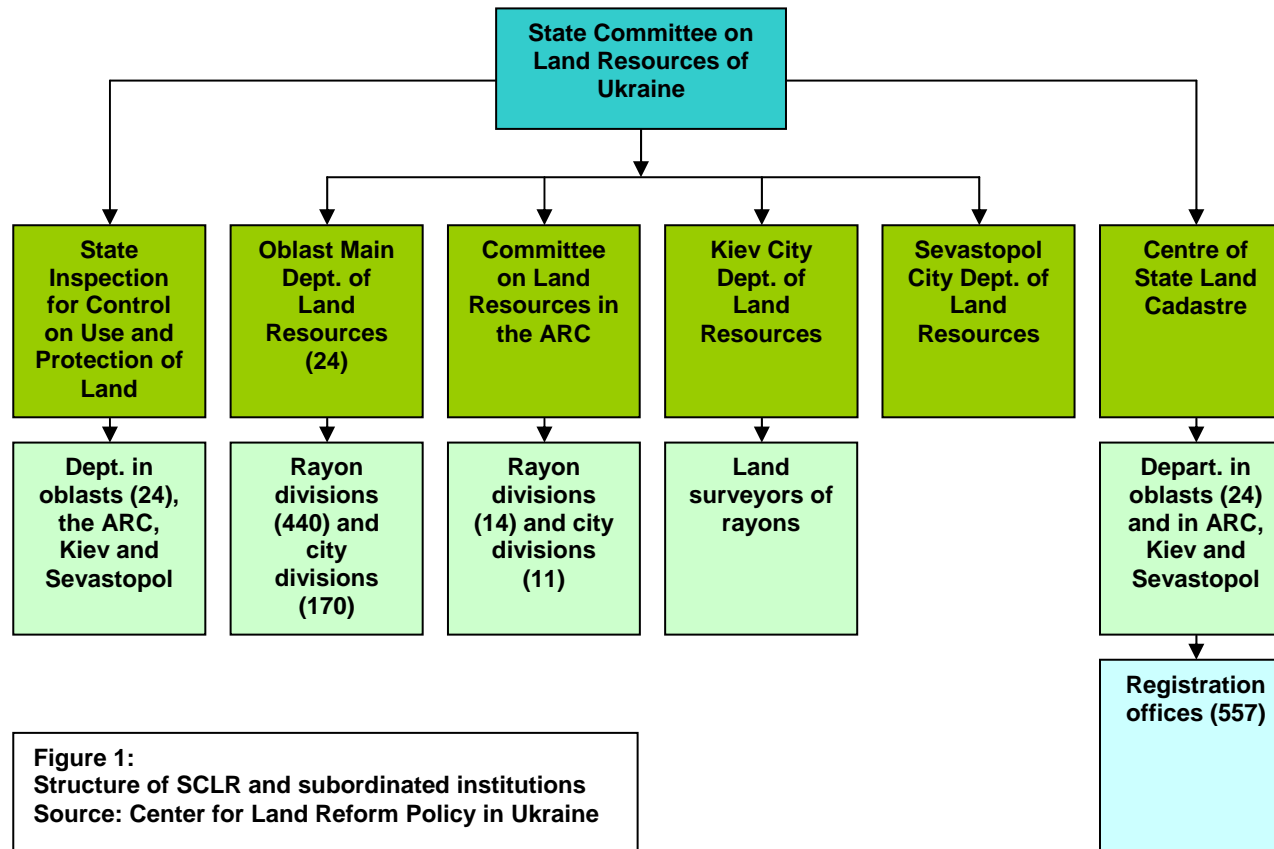 State Committee on
Land Resources of
Ukraine
State
Inspection
for Control
on Use and
Protection of
Land
Oblast Main
Dept. of
Land
Resources
(24)
Committee
on Land
Resources in
the ARC
Kiev City
Dept. of
Land
Resources
Sevastopol
City Dept. of
Land
Resources
Centre of
State Land
Cadastre
Dept. in
oblasts (24),
the ARC,
Kiev and
Sevastopol
Rayon
divisions
(440) and
city
divisions
(170)
Rayon
divisions
(14) and city
divisions
(11)
Land
surveyors of
rayons
Depart. in
oblasts (24)
and in ARC,
Kiev and
Sevastopol
Registration
offices (557)
Figure 1:
Structure of SCLR and subordinated institutions
Source: Center for Land Reform Policy in Ukraine